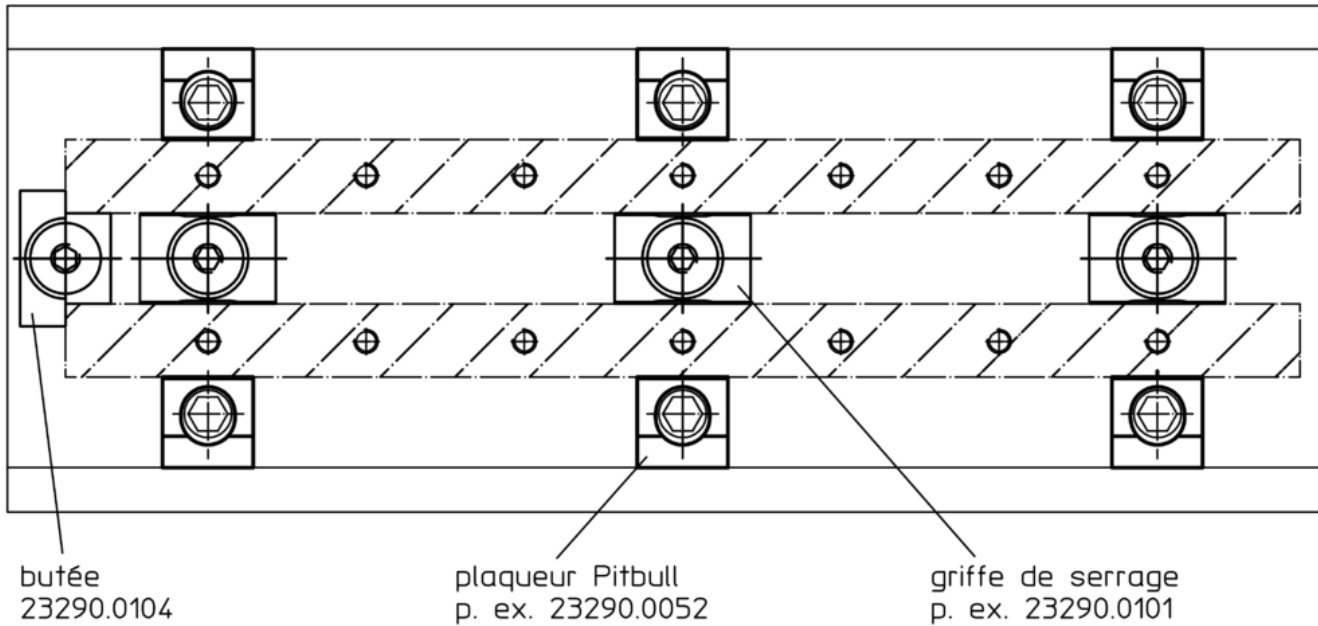 butée
23290.0104
plaqueur Pitbull
p. ex. 23290.0052
griffe de serrage
p. ex. 23290.0101